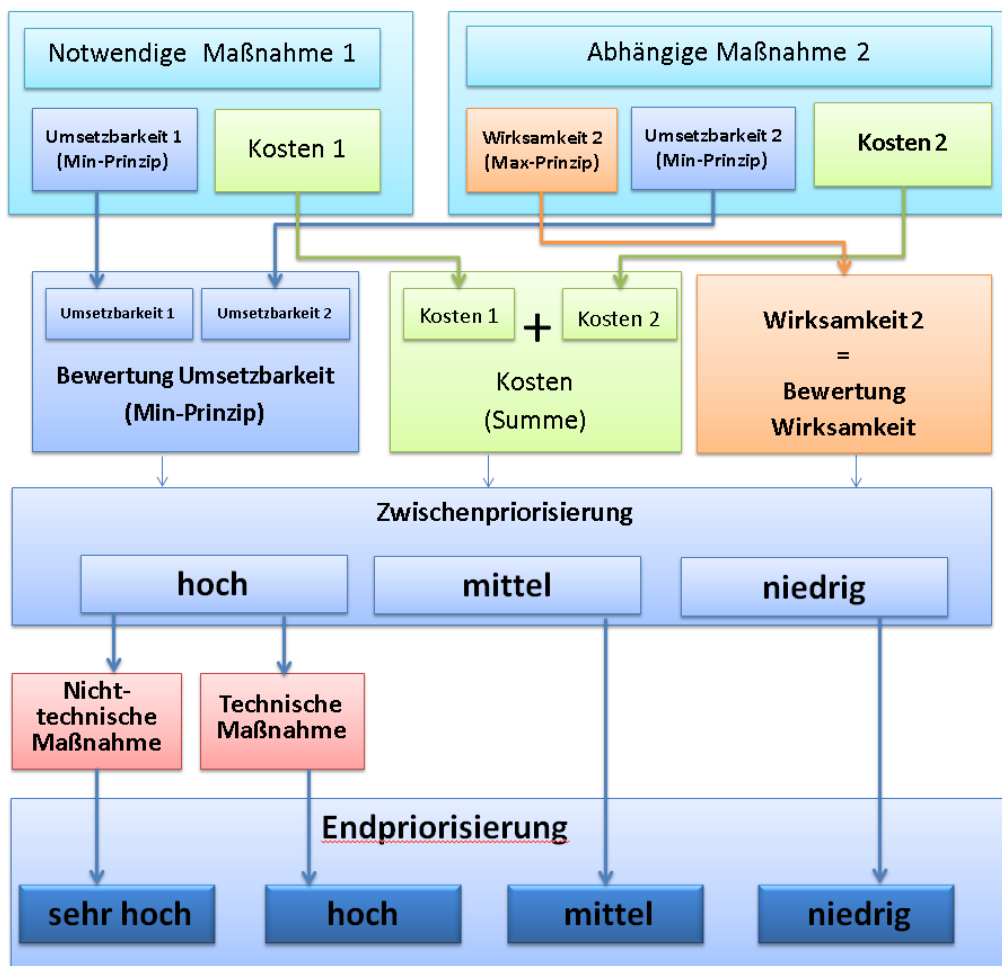 Notwendige Maßnahme 1
Abhängige Maßnahme 2
Umsetzbarkeit 1
(Min-Prinzip)
Kosten 1
Wirksamkeit 2
(Max-Prinzip)
Umsetzbarkeit 2
(Min-Prinzip)
Kosten 2
Umsetzbarkeit 1
Umsetzbarkeit 2
Bewertung Umsetzbarkeit
(Min-Prinzip)
Kosten 1
+
Kosten 2
Kosten
(Summe)
Wirksamkeit 2
=
Bewertung
Wirksamkeit
Zwischenpriorisierung
hoch
mittel
niedrig
Nicht-
technische
Maßnahme
Technische
Maßnahme
Endpriorisierung
sehr hoch
hoch
mittel
niedrig